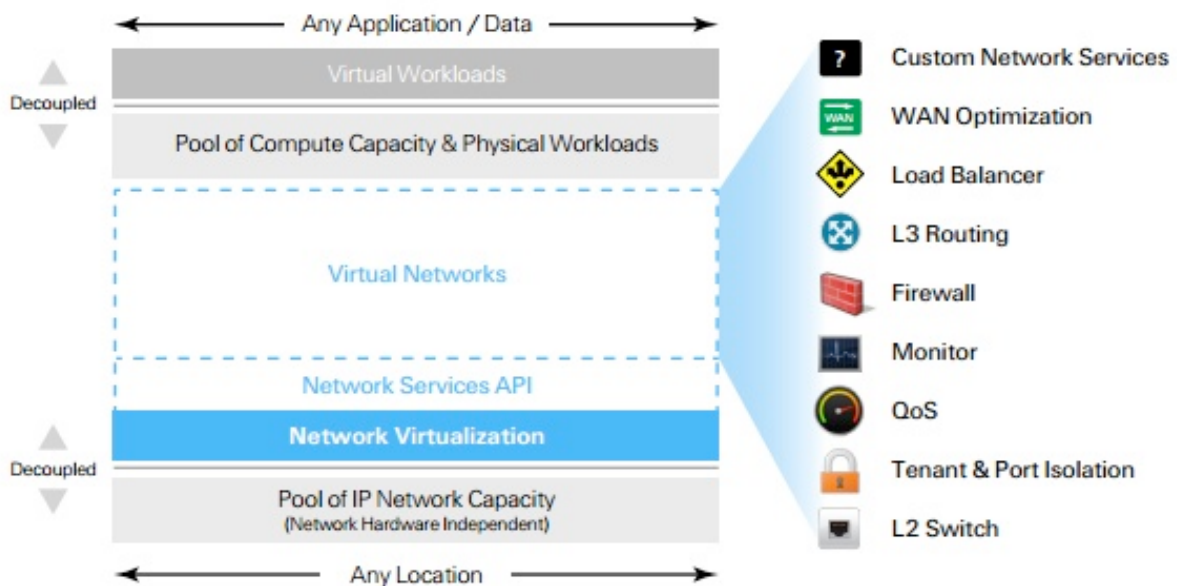 Any Application / Data
Virtual Workloads
Decoupled
Pool of Compute Capacity & Physical Workloads
Virtual Networks
Network Services API
Network Virtualization
Decoupled
Pool of IP Network Capacity
(Network Hardware Independent)
Any Location
?
Custom Network Services
WAN
WAN Optimization
Load Balancer
L3 Routing
Firewall
Monitor
QoS
Tenant & Port Isolation
L2 Switch